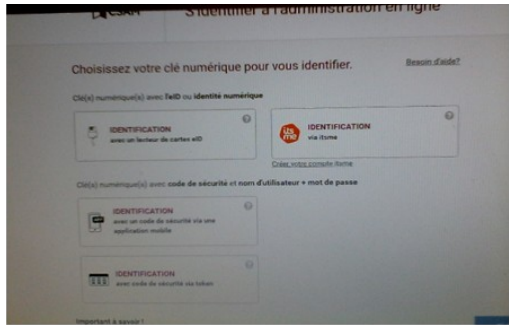 CSAM
S'identifier à l'administration en ligne
Choisissez votre clé numérique pour vous identifier.
Besoin d'aide?
Clé(s) numérique(s) avec l'eID ou identité numérique
IDENTIFICATION
avec un lecteur de cartes eID
itsme
IDENTIFICATION
via itsme
Créer votre compte itsme
Clé(s) numérique(s) avec code de sécurité et nom d'utilisateur + mot de passe
IDENTIFICATION
avec un code de sécurité via une
application mobile
IDENTIFICATION
avec code de sécurité via token
Important à savoir !